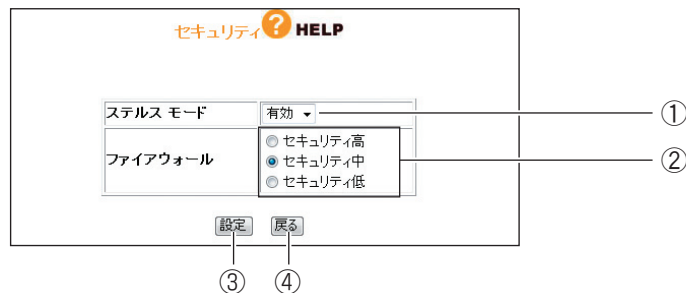 セキュリティ ? HELP
ステルス モード 有効 ①
ファイアウォール
セキュリティ高
セキュリティ中 ②
セキュリティ低
設定 戻る
③ ④